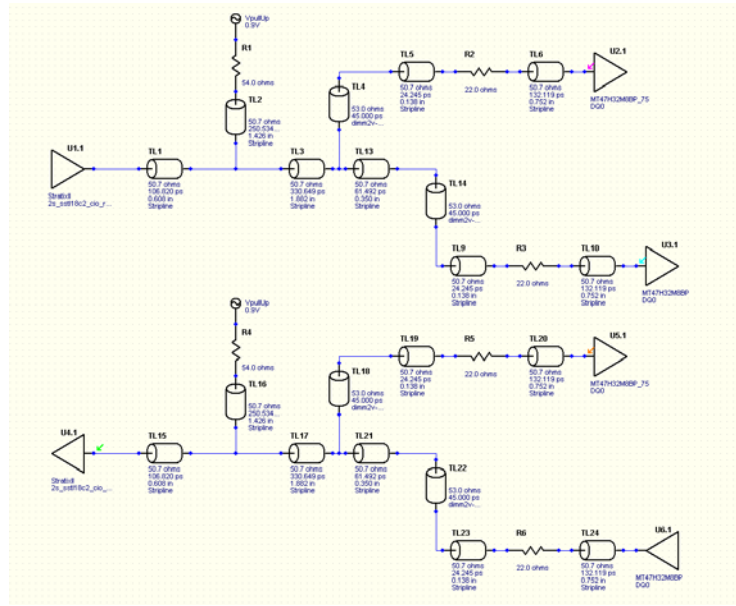 VpullUp
0.9V
R1
54.0 ohms
TL2
50.7 ohms
250.534...
1.426 in
Stripline
U1.1
StratixII
2s_sstl18c2_cio_r...
TL1
50.7 ohms
106.820 ps
0.608 in
Stripline
TL3
50.7 ohms
330.649 ps
1.882 in
Stripline
TL4
53.0 ohms
45.000 ps
dimm2v-...
TL5
50.7 ohms
24.245 ps
0.138 in
Stripline
R2
22.0 ohms
TL6
50.7 ohms
132.119 ps
0.752 in
Stripline
U2.1
MT47H32M8BP_75
DQ0
TL13
50.7 ohms
61.492 ps
0.350 in
Stripline
TL14
53.0 ohms
45.000 ps
dimm2v-...
TL9
50.7 ohms
24.245 ps
0.138 in
Stripline
R3
22.0 ohms
TL10
50.7 ohms
132.119 ps
0.752 in
Stripline
U3.1
MT47H32M8BP
DQ0
VpullUp
0.9V
R4
54.0 ohms
TL16
50.7 ohms
250.534...
1.426 in
Stripline
U4.1
StratixII
2s_sstl18c2_cio_...
TL15
50.7 ohms
106.820 ps
0.608 in
Stripline
TL17
50.7 ohms
330.649 ps
1.882 in
Stripline
TL18
53.0 ohms
45.000 ps
dimm2v-...
TL19
50.7 ohms
24.245 ps
0.138 in
Stripline
R5
22.0 ohms
TL20
50.7 ohms
132.119 ps
0.752 in
Stripline
U5.1
MT47H32M8BP_75
DQ0
TL21
50.7 ohms
61.492 ps
0.350 in
Stripline
TL22
53.0 ohms
45.000 ps
dimm2v-...
TL23
50.7 ohms
24.245 ps
0.138 in
Stripline
R6
22.0 ohms
TL24
50.7 ohms
132.119 ps
0.752 in
Stripline
U6.1
MT47H32M8BP
DQ0